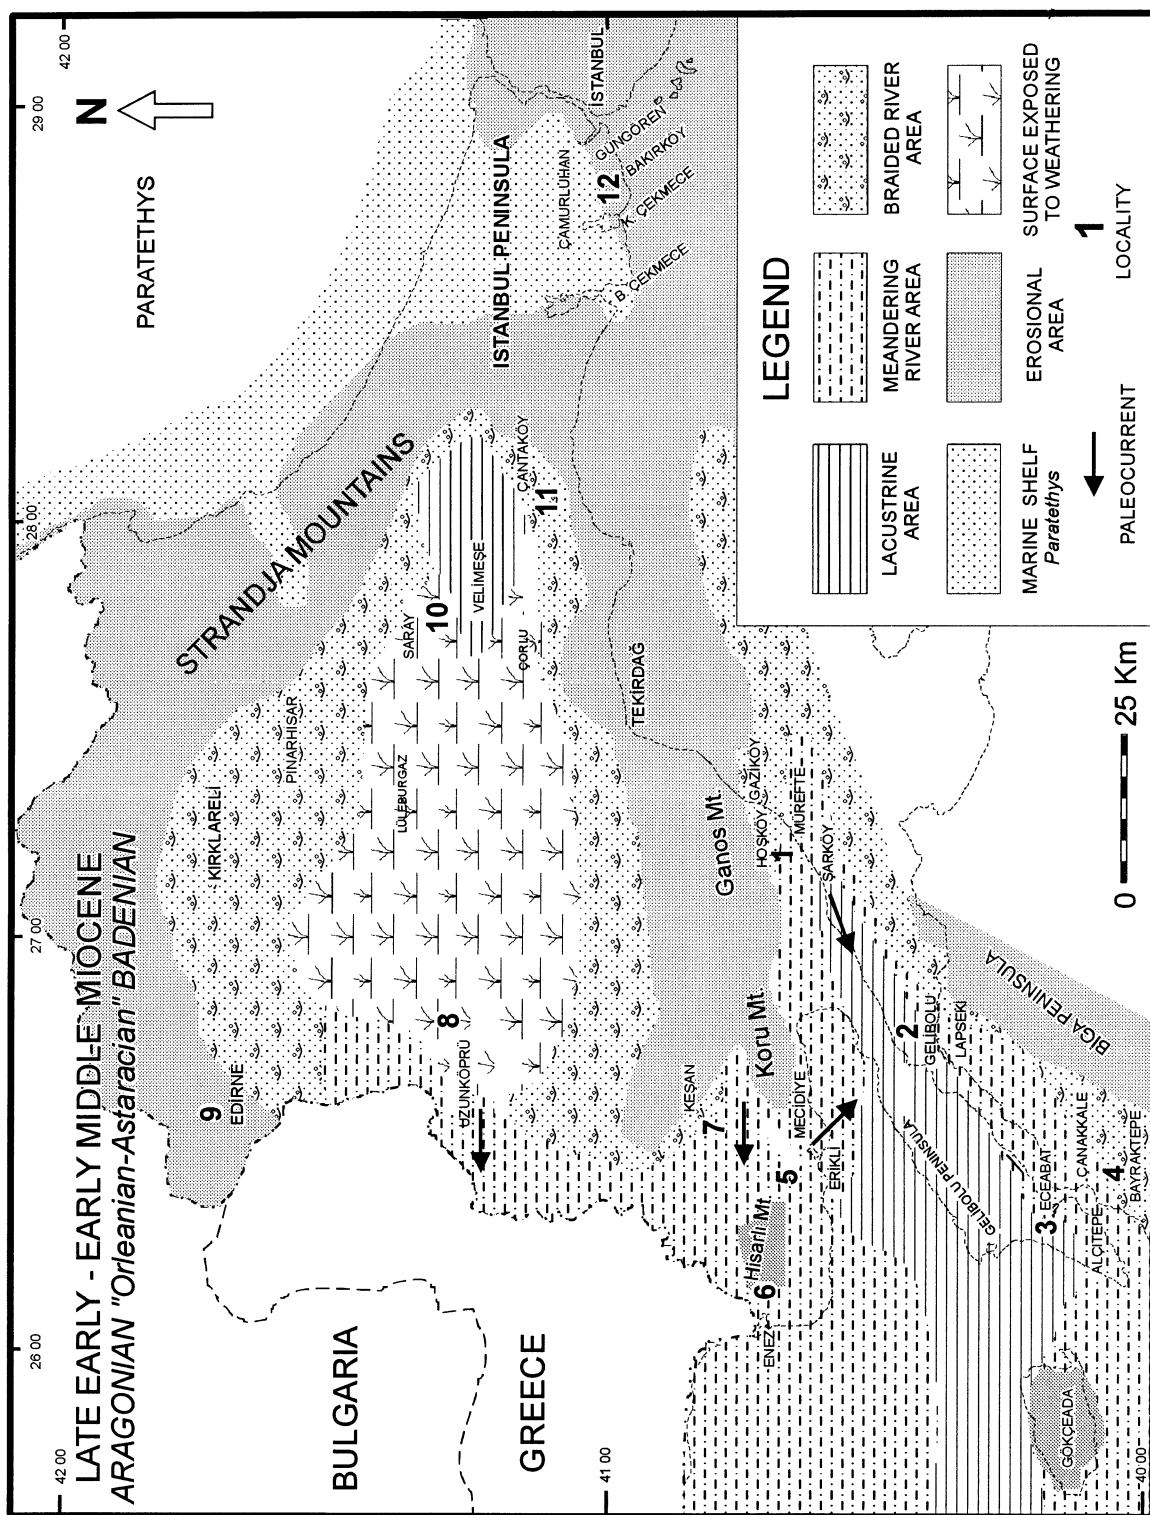 LATE EARLY - EARLY MIDDLE MIOCENE
ARAGONIAN "Orleanian-Astaracian" BADENIAN
26 00
27 00
28 00
29 00
42 00
42 00
41 00
40 00
N
PARATETHYS
BULGARIA
GREECE
STRANDJA MOUNTAINS
ISTANBUL PENINSULA
İSTANBUL
GÜNGÖREN
BAKIRKÖY
12
ÇAMURLUHAN
K. ÇEKMECE
B. ÇEKMECE
9
EDİRNE
KIRKLARELİ
PINARHİSAR
SARAY
10
VELİMEŞE
ÇORLU
ÇANTAKÖY
11
LÜLEBURGAZ
8
UZUNKÖPRÜ
TEKİRDAĞ
KEŞAN
7
Koru Mt.
Ganos Mt.
HOŞKÖY
GAZİKÖY
1
MÜREFTE
ŞARKÖY
MECİDİYE
5
ERİKLİ
Hisarlı Mt
6
ENEZ
GELİBOLU PENINSULA
2
GELİBOLU
LAPSEKİ
BİGA PENINSULA
3
ECEABAT
ÇANAKKALE
4
BAYRAKTEPE
ALÇITEPE
GÖKÇEADA
0
25 Km
LEGEND
LACUSTRINE
AREA
MEANDERING
RIVER AREA
BRAIDED RIVER
AREA
MARINE SHELF
Paratethys
EROSIONAL
AREA
SURFACE EXPOSED
TO WEATHERING
PALEOCURRENT
1
LOCALITY